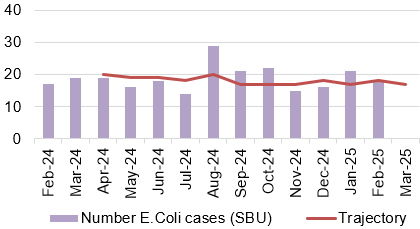 40
30
20
10
0
Feb-24 Mar-24 Apr-24 May-24 Jun-24 Jul-24 Aug-24 Sep-24 Oct-24 Nov-24 Dec-24 Jan-25 Feb-25 Mar-25
Number E.Coli cases (SBU) Trajectory